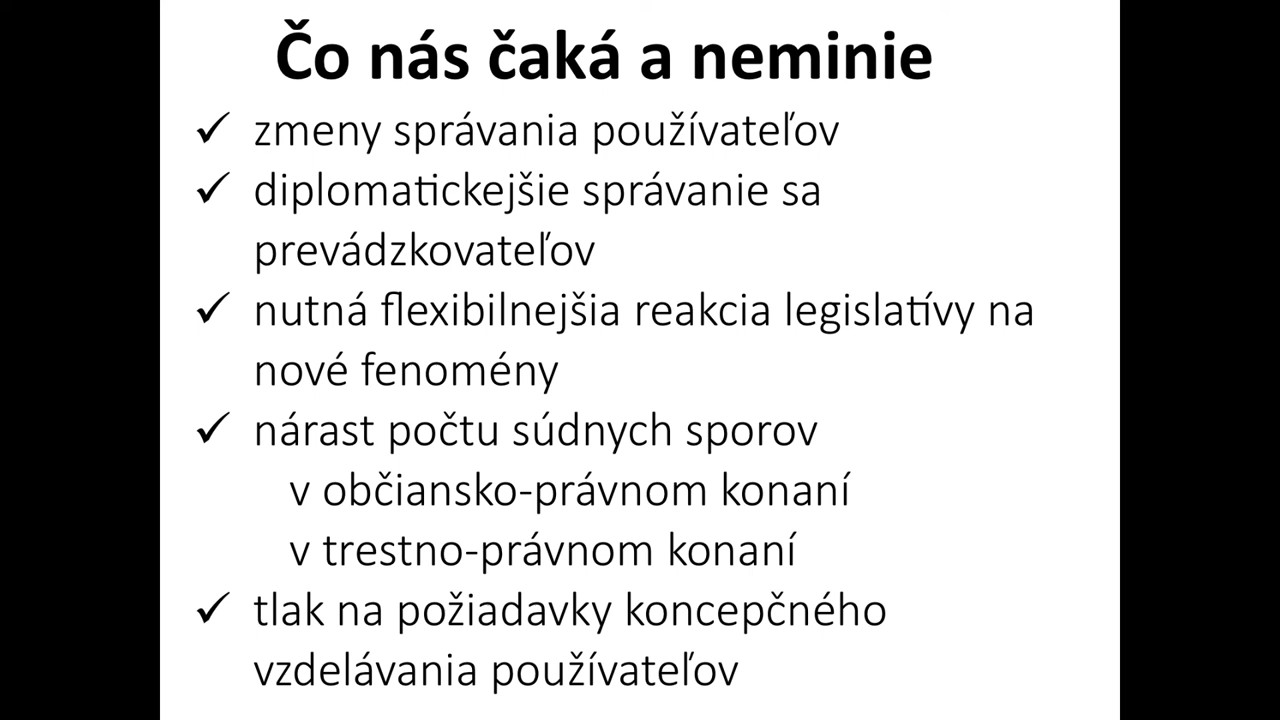 Čo nás čaká a neminie
✓ zmeny správania používateľov
✓ diplomatickejšie správanie sa
prevádzkovateľov
✓ nutná flexibilnejšia reakcia legislatívy na
nové fenomény
✓ nárast počtu súdnych sporov
v občiansko-právnom konaní
v trestno-právnom konaní
✓ tlak na požiadavky koncepčného
vzdelávania používateľov